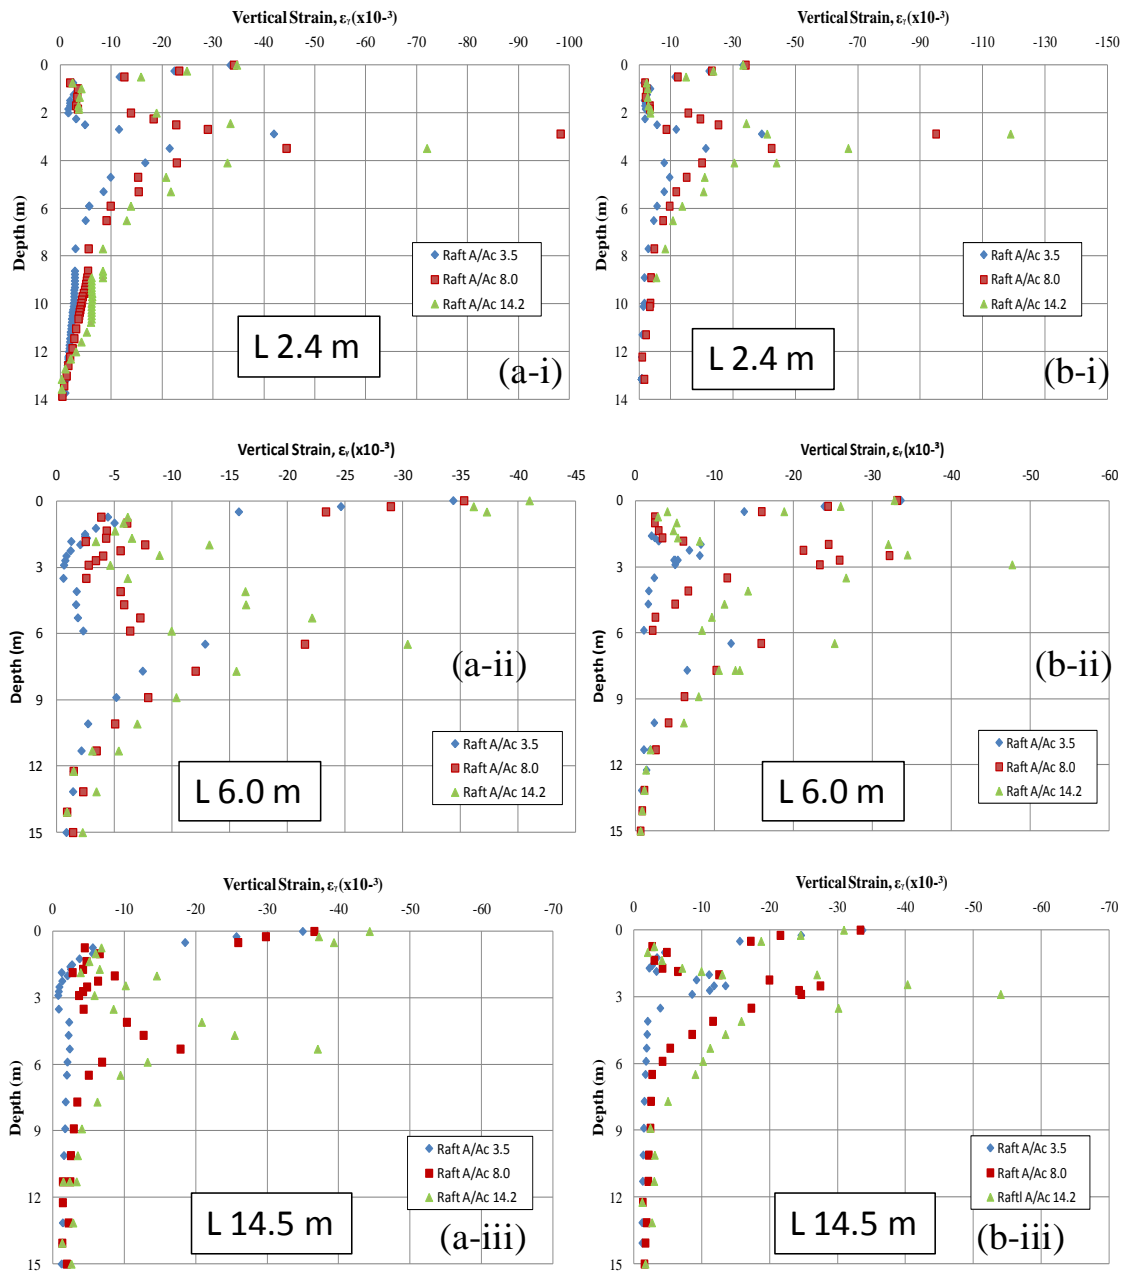 Vertical Strain, εᵧ (x10-³)
0 -10 -20 -30 -40 -50 -60 -70 -80 -90 -100
0
2
4
6
8
10
12
14
Depth (m)
Raft A/Ac 3.5
Raft A/Ac 8.0
Raft A/Ac 14.2
L 2.4 m
(a-i)
Vertical Strain, εᵧ (x10-³)
-10 -30 -50 -70 -90 -110 -130 -150
0
2
4
6
8
10
12
14
Depth (m)
Raft A/Ac 3.5
Raft A/Ac 8.0
Raft A/Ac 14.2
L 2.4 m
(b-i)
Vertical Strain, εᵧ (x10-³)
0 -5 -10 -15 -20 -25 -30 -35 -40 -45
0
3
6
9
12
15
Depth (m)
Raft A/Ac 3.5
Raft A/Ac 8.0
Raft A/Ac 14.2
L 6.0 m
(a-ii)
Vertical Strain, εᵧ (x10-³)
0 -10 -20 -30 -40 -50 -60
0
3
6
9
12
15
Depth (m)
Raft A/Ac 3.5
Raft A/Ac 8.0
Raft A/Ac 14.2
L 6.0 m
(b-ii)
Vertical Strain, εᵧ (x10-³)
0 -10 -20 -30 -40 -50 -60 -70
0
3
6
9
12
15
Depth (m)
Raft A/Ac 3.5
Raft A/Ac 8.0
Raft A/Ac 14.2
L 14.5 m
(a-iii)
Vertical Strain, εᵧ (x10-³)
0 -10 -20 -30 -40 -50 -60 -70
0
3
6
9
12
15
Depth (m)
Raft A/Ac 3.5
Raft A/Ac 8.0
Raftl A/Ac 14.2
L 14.5 m
(b-iii)